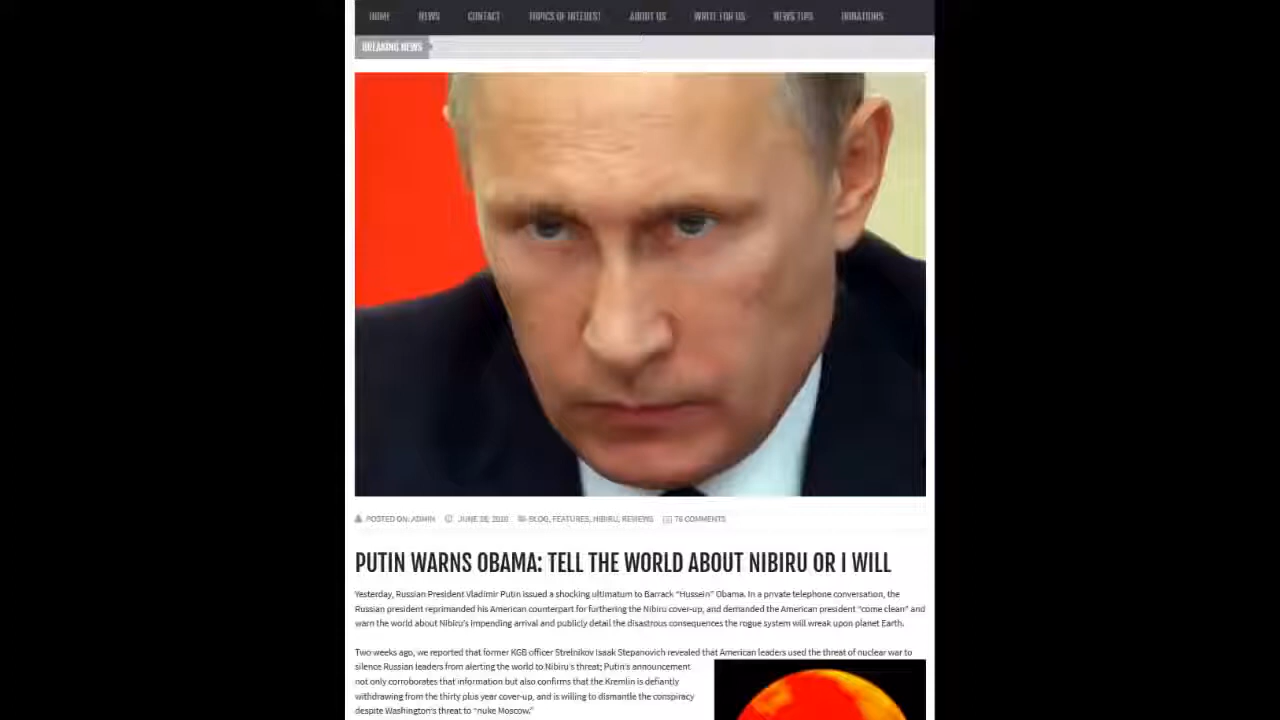 HOME NEWS CONTACT TOPICS OF INTEREST ABOUT US WRITE FOR US NEWS TIPS DONATIONS
BREAKING NEWS
POSTED ON: ADMIN JUNE 2016 BLOG, FEATURES, NIBIRU, REVIEWS 76 COMMENTS
PUTIN WARNS OBAMA: TELL THE WORLD ABOUT NIBIRU OR I WILL
Yesterday, Russian President Vladimir Putin issued a shocking ultimatum to Barrack “Hussein” Obama. In a private telephone conversation, the
Russian president reprimanded his American counterpart for furthering the Nibiru cover-up, and demanded the American president “come clean” and
warn the world about Nibiru's impending arrival and publicly detail the disastrous consequences the rogue system will wreak upon planet Earth.
Two weeks ago, we reported that former KGB officer Strelnikov Isaak Stepanovich revealed that American leaders used the threat of nuclear war to
silence Russian leaders from alerting the world to Nibiru's threat; Putin's announcement
not only corroborates that information but also confirms that the Kremlin is defiantly
withdrawing from the thirty plus year cover-up, and is willing to dismantle the conspiracy
despite Washington's threat to “nuke Moscow.”